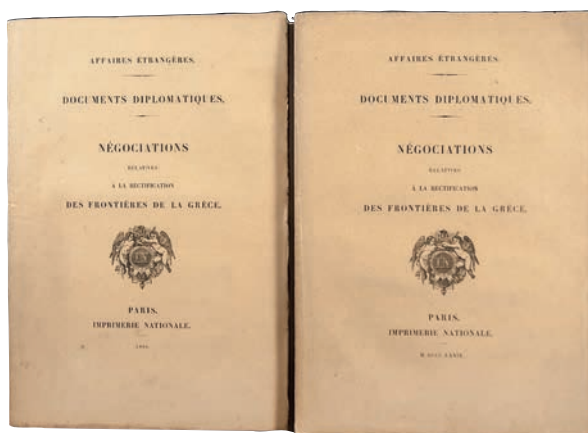 AFFAIRES ÉTRANGÈRES.
DOCUMENTS DIPLOMATIQUES.
NÉGOCIATIONS
RELATIVES
À LA RECTIFICATION
DES FRONTIÈRES DE LA GRÈCE.
PARIS.
IMPRIMERIE NATIONALE.
AFFAIRES ÉTRANGÈRES.
DOCUMENTS DIPLOMATIQUES.
NÉGOCIATIONS
RELATIVES
À LA RECTIFICATION
DES FRONTIÈRES DE LA GRÈCE.
PARIS.
IMPRIMERIE NATIONALE.